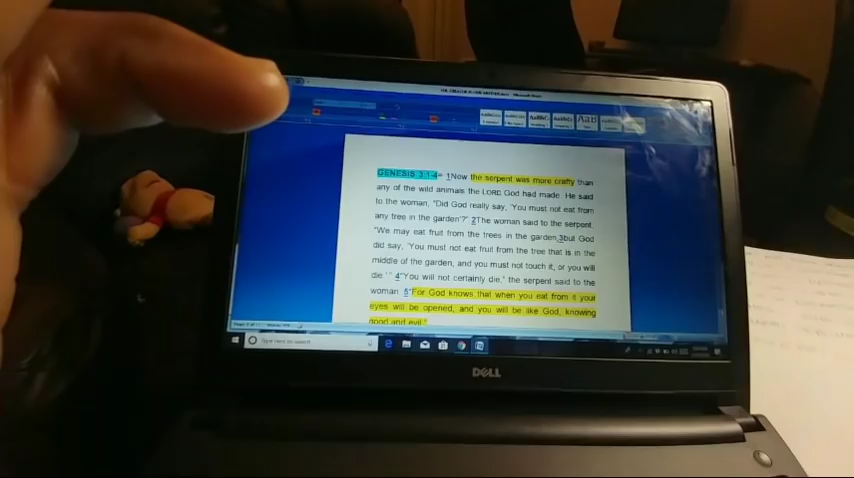 GENESIS 3:1-4= 1Now the serpent was more crafty than
any of the wild animals the LORD God had made. He said
to the woman, "Did God really say, 'You must not eat from
any tree in the garden'?" 2The woman said to the serpent,
"We may eat fruit from the trees in the garden,3but God
did say, 'You must not eat fruit from the tree that is in the
middle of the garden, and you must not touch it, or you will
die.'" 4"You will not certainly die," the serpent said to the
woman. 5"For God knows that when you eat from it your
eyes will be opened, and you will be like God, knowing
good and evil."
Type here to search
DELL